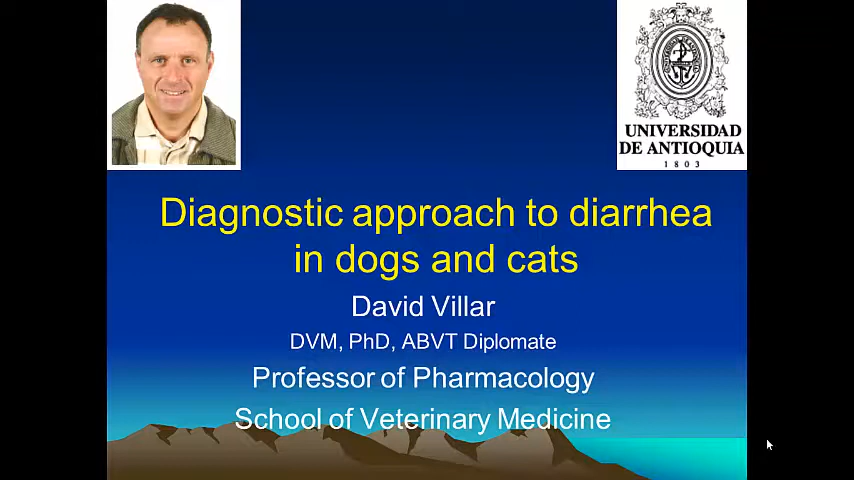 UNIVERSIDAD
DE ANTIOQUIA
1803
Diagnostic approach to diarrhea
in dogs and cats
David Villar
DVM, PhD, ABVT Diplomate
Professor of Pharmacology
School of Veterinary Medicine